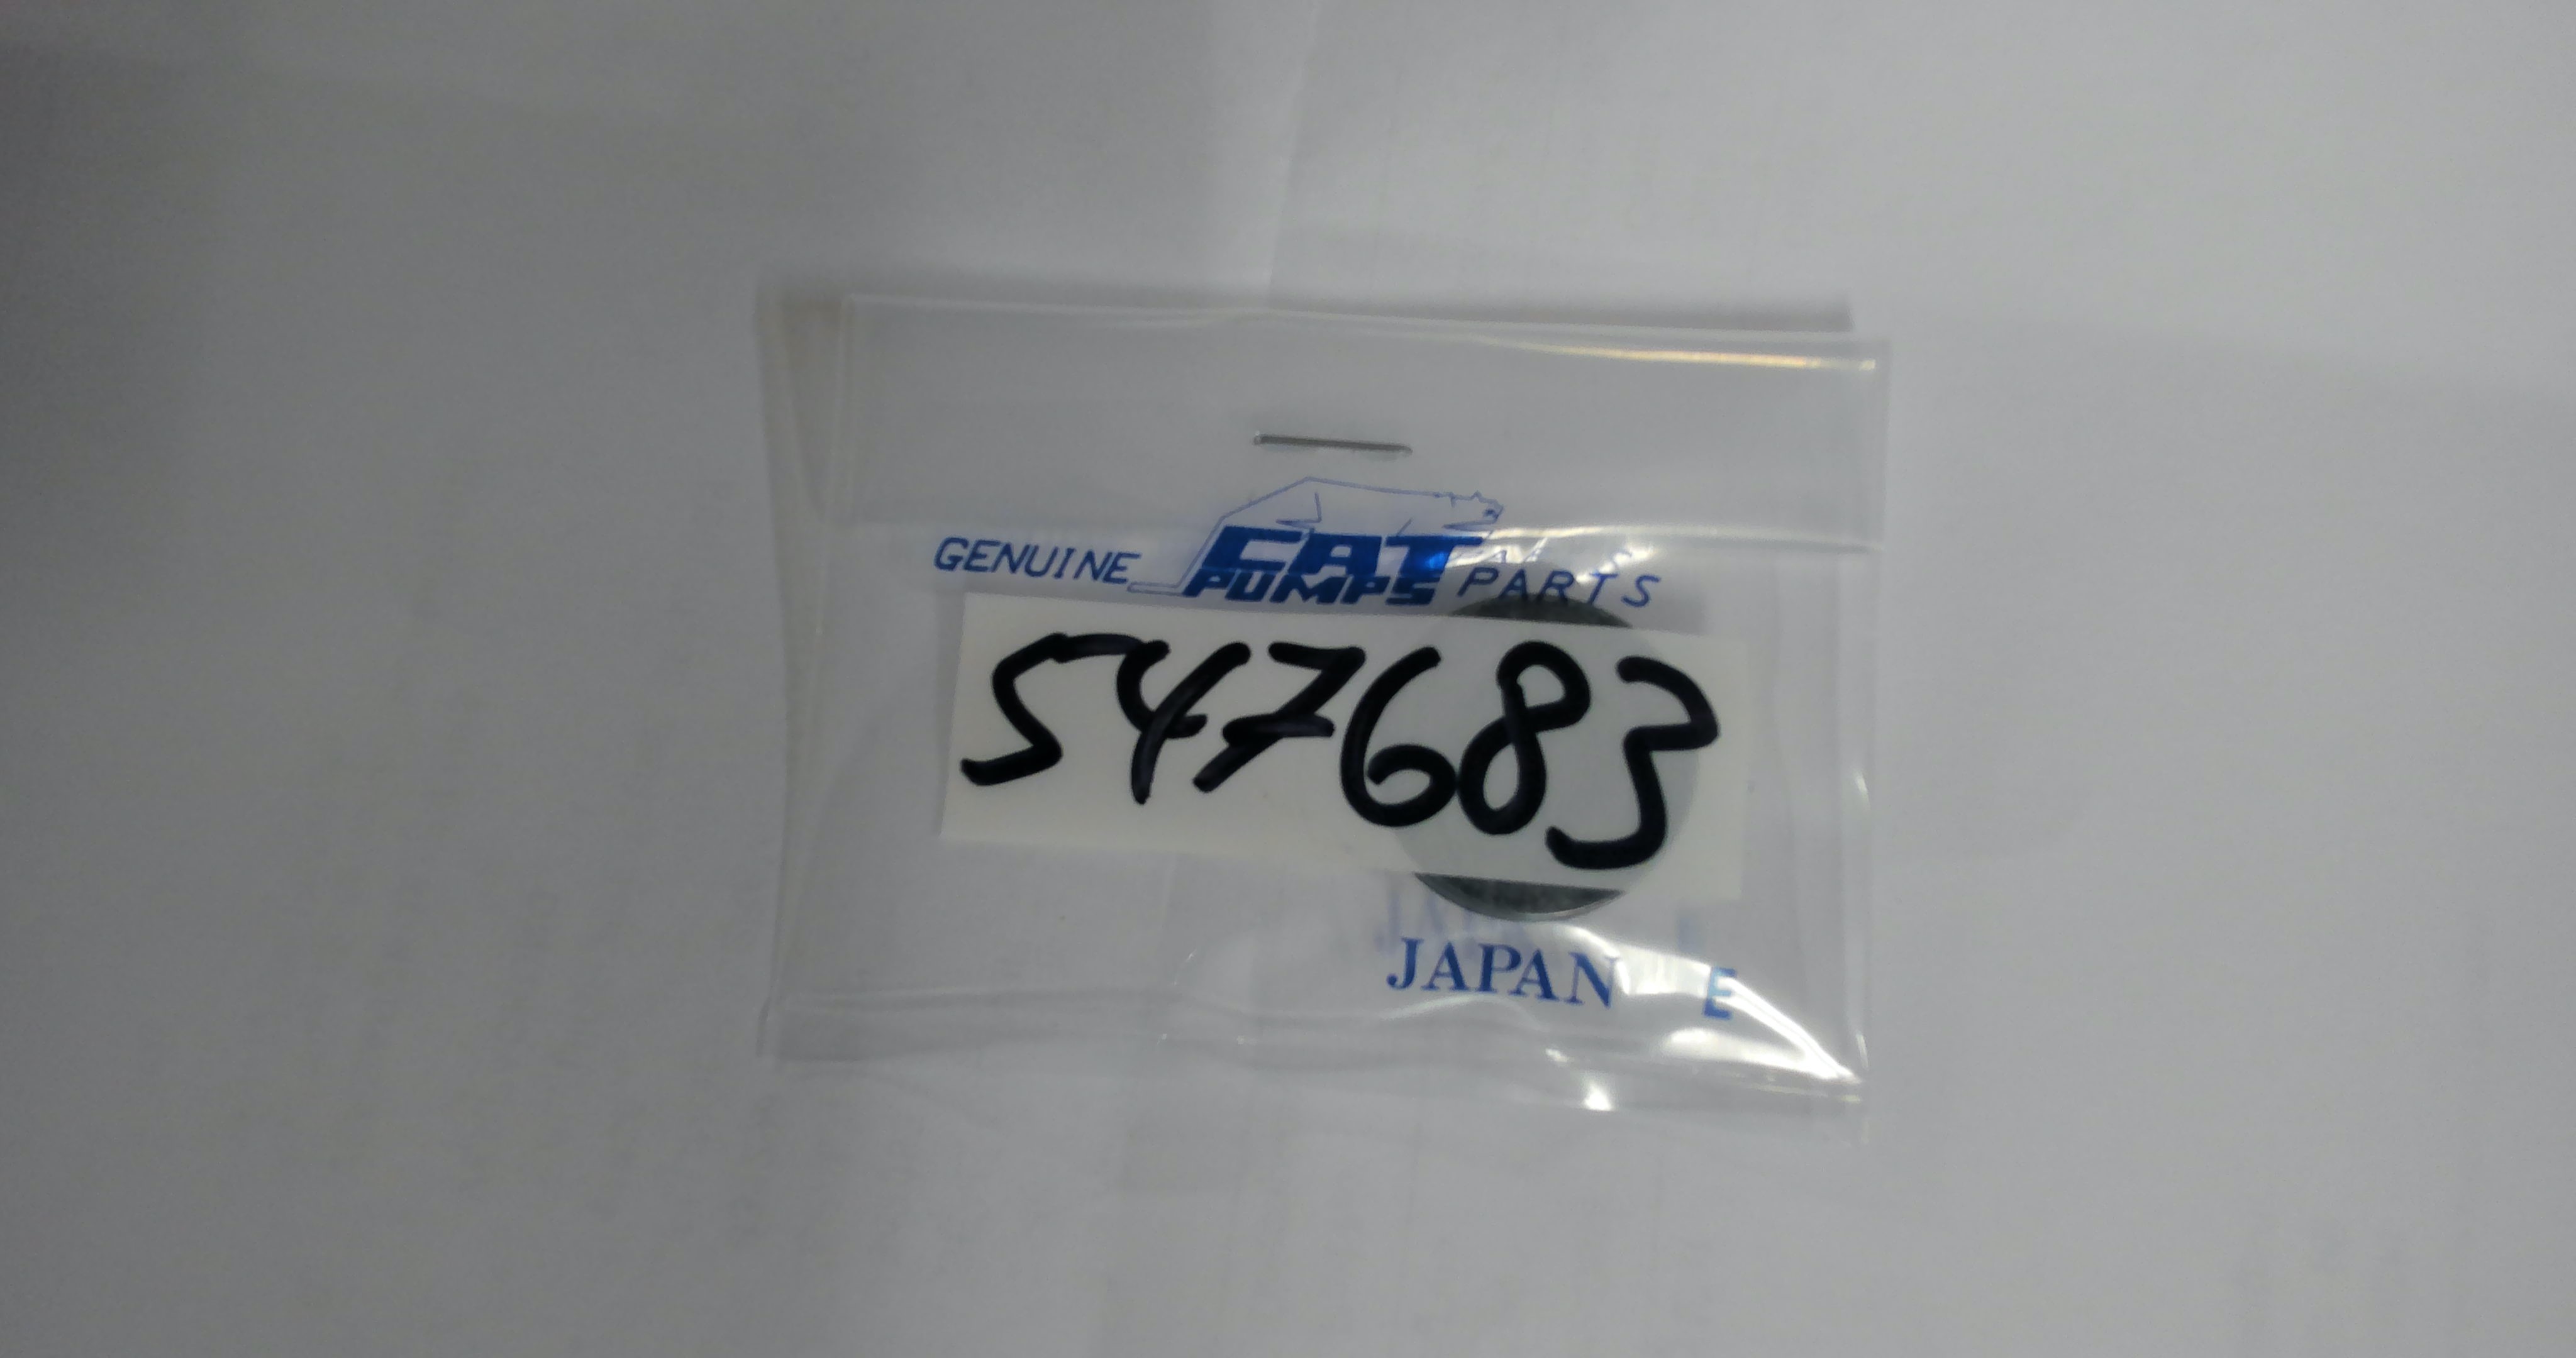 GENUINE CAT PUMPS PARTS
547683
JAPAN E